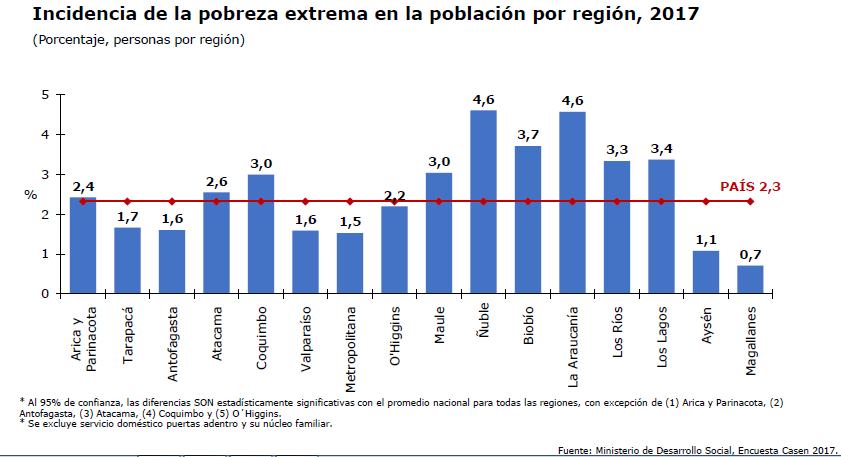 Incidencia de la pobreza extrema en la población por región, 2017
(Porcentaje, personas por región)
5
4
3
2
1
0
%
2,4
1,7
1,6
2,6
3,0
1,6
1,5
2,2
3,0
4,6
3,7
4,6
3,3
3,4
1,1
0,7
PAÍS 2,3
Arica y
Parinacota
Tarapacá
Antofagasta
Atacama
Coquimbo
Valparaíso
Metropolitana
O'Higgins
Maule
Ñuble
Biobío
La Araucanía
Los Ríos
Los Lagos
Aysén
Magallanes
* Al 95% de confianza, las diferencias SON estadísticamente significativas con el promedio nacional para todas las regiones, con excepción de (1) Arica y Parinacota, (2)
Antofagasta, (3) Atacama, (4) Coquimbo y (5) O´Higgins.
* Se excluye servicio doméstico puertas adentro y su núcleo familiar.
Fuente: Ministerio de Desarrollo Social, Encuesta Casen 2017.